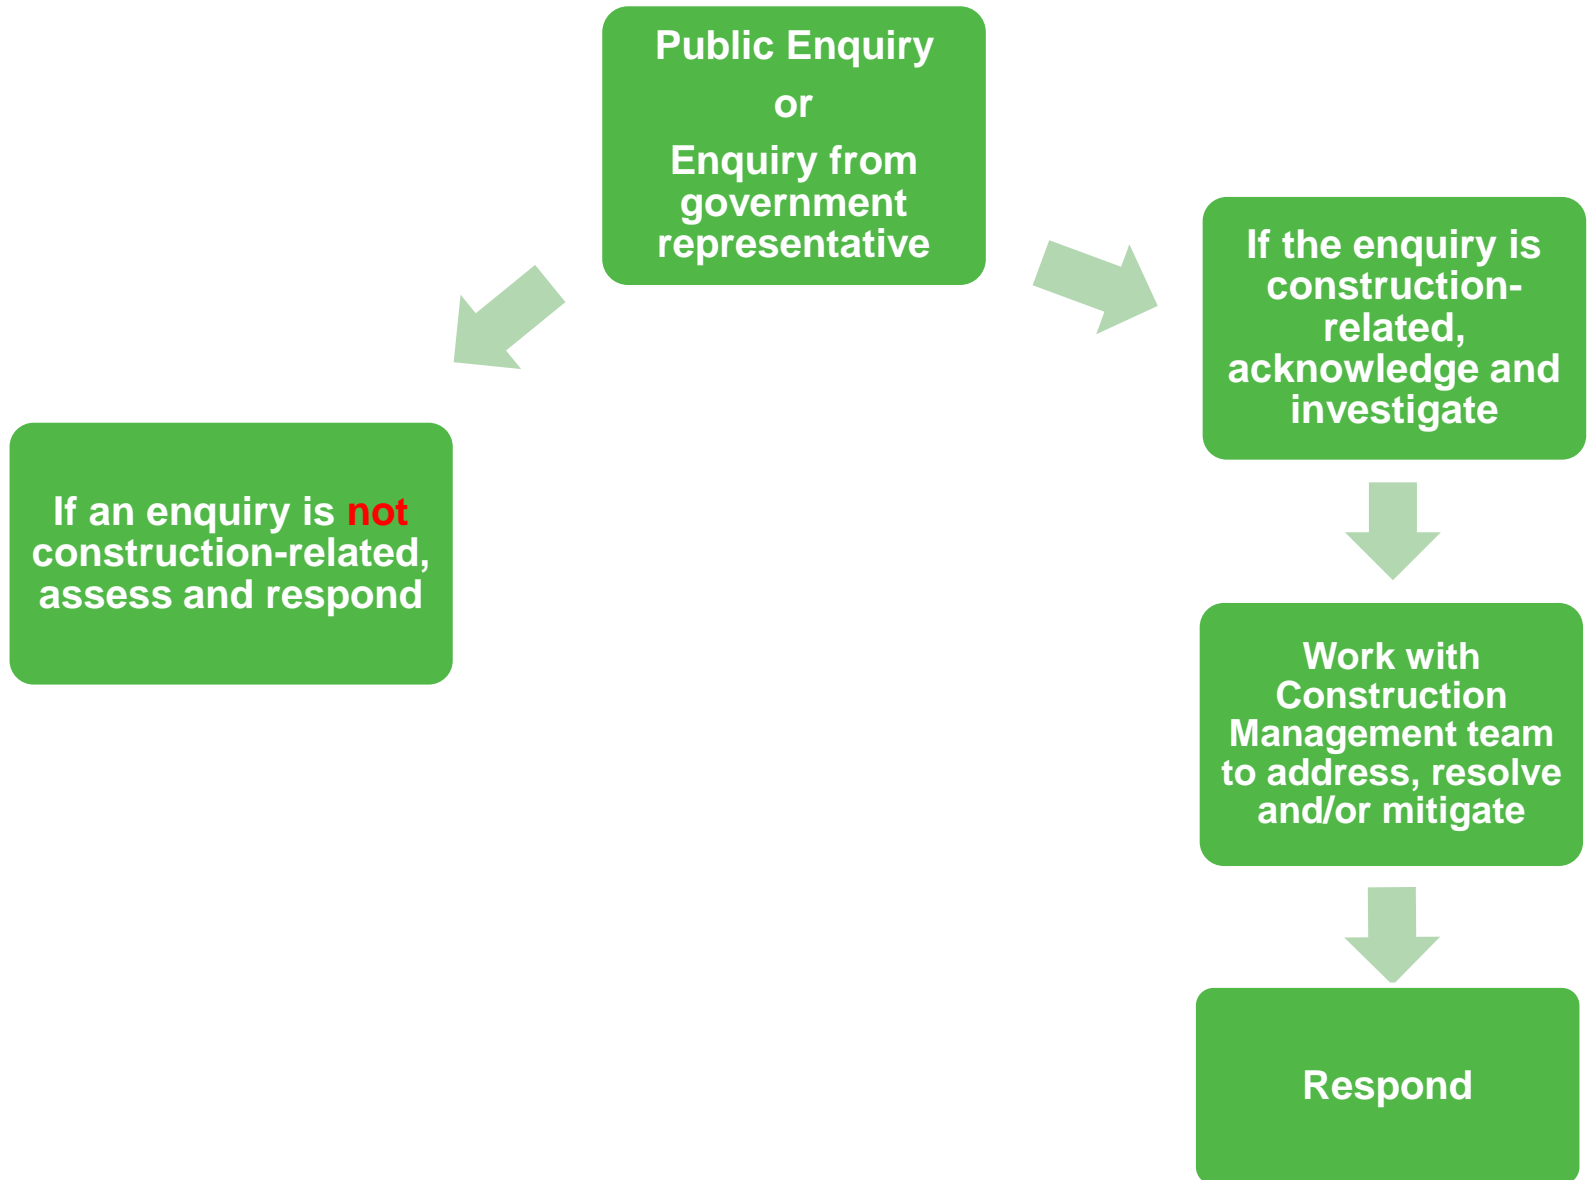 Public Enquiry
or
Enquiry from
government
representative
If an enquiry is not
construction-related,
assess and respond
If the enquiry is
construction-
related,
acknowledge and
investigate
Work with
Construction
Management team
to address, resolve
and/or mitigate
Respond